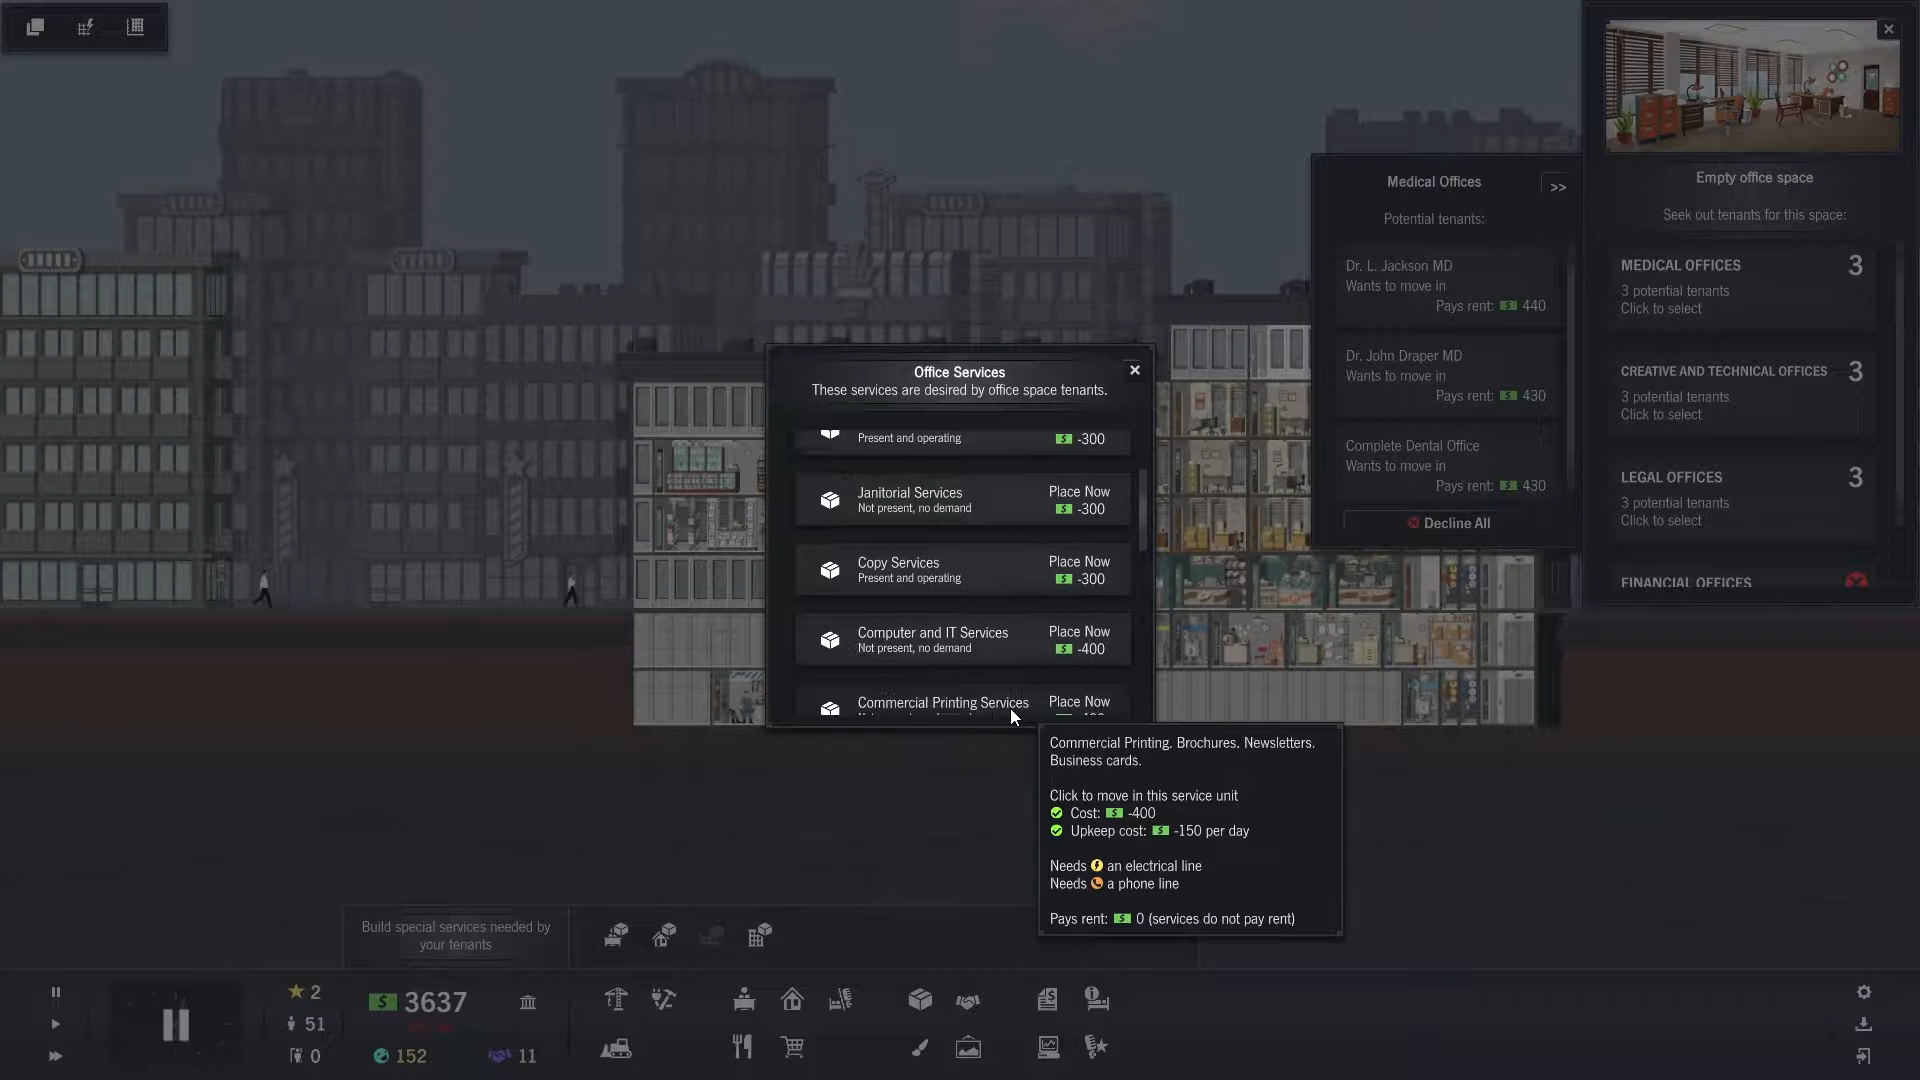 Empty office space
Seek out tenants for this space:
MEDICAL OFFICES
3
3 potential tenants
Click to select
CREATIVE AND TECHNICAL OFFICES
3
3 potential tenants
Click to select
LEGAL OFFICES
3
3 potential tenants
Click to select
FINANCIAL OFFICES
Medical Offices
>>
Potential tenants:
Dr. L. Jackson MD
Wants to move in
Pays rent: $ 440
Dr. John Draper MD
Wants to move in
Pays rent: $ 430
Complete Dental Office
Wants to move in
Pays rent: $ 430
Decline All
Office Services
These services are desired by office space tenants.
Present and operating
$ -300
Janitorial Services
Place Now
Not present, no demand
$ -300
Copy Services
Place Now
Present and operating
$ -300
Computer and IT Services
Place Now
Not present, no demand
$ -400
Commercial Printing Services
Place Now
Commercial Printing. Brochures. Newsletters.
Business cards.
Click to move in this service unit
Cost: $ -400
Upkeep cost: $ -150 per day
Needs an electrical line
Needs a phone line
Pays rent: $ 0 (services do not pay rent)
Build special services needed by
your tenants
2
$ 3637
51
0
152
11